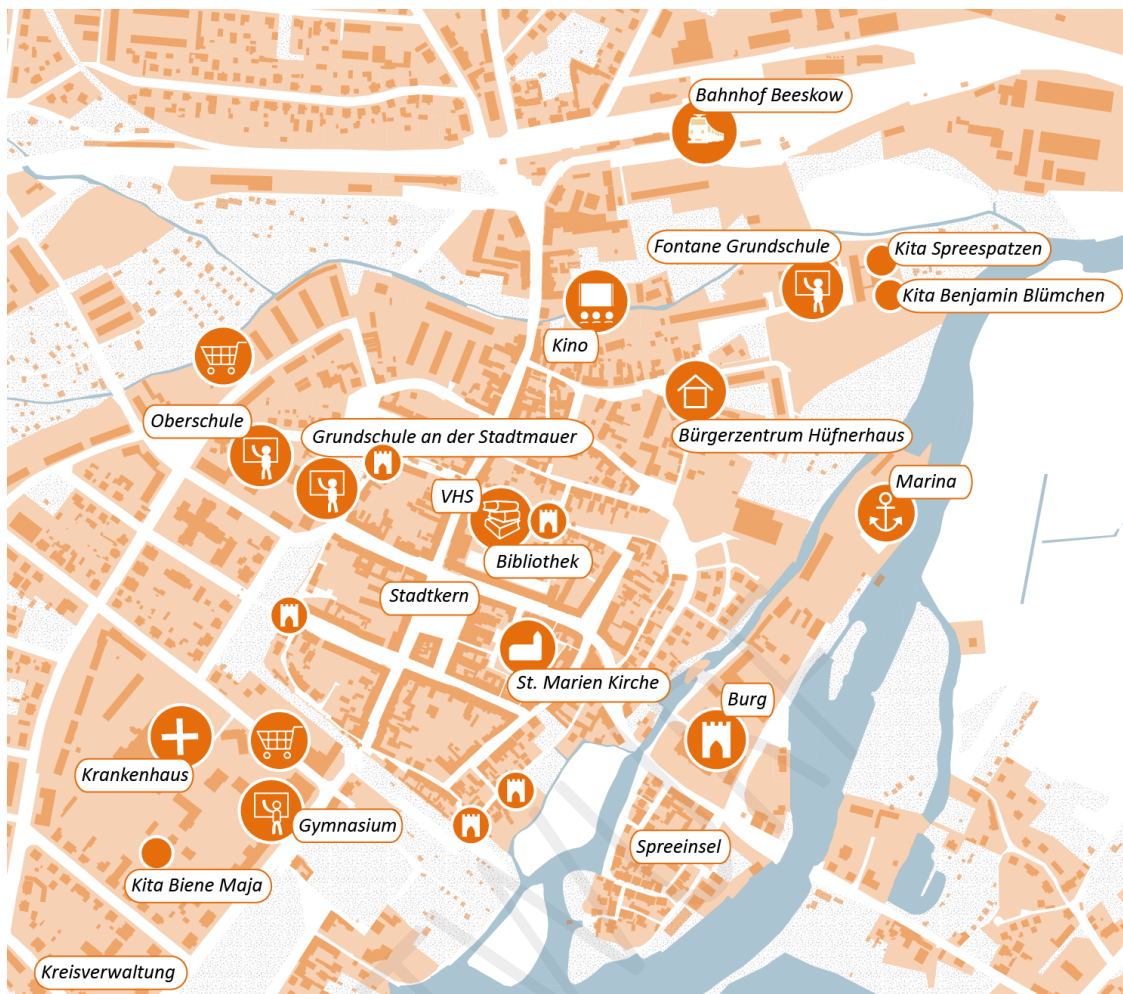 Bahnhof Beeskow
Fontane Grundschule
Kita Spreespatzen
Kita Benjamin Blümchen
Kino
Oberschule
Grundschule an der Stadtmauer
Bürgerzentrum Hüfnerhaus
VHS
Marina
Bibliothek
Stadtkern
St. Marien Kirche
Burg
Krankenhaus
Gymnasium
Spreeinsel
Kita Biene Maja
Kreisverwaltung